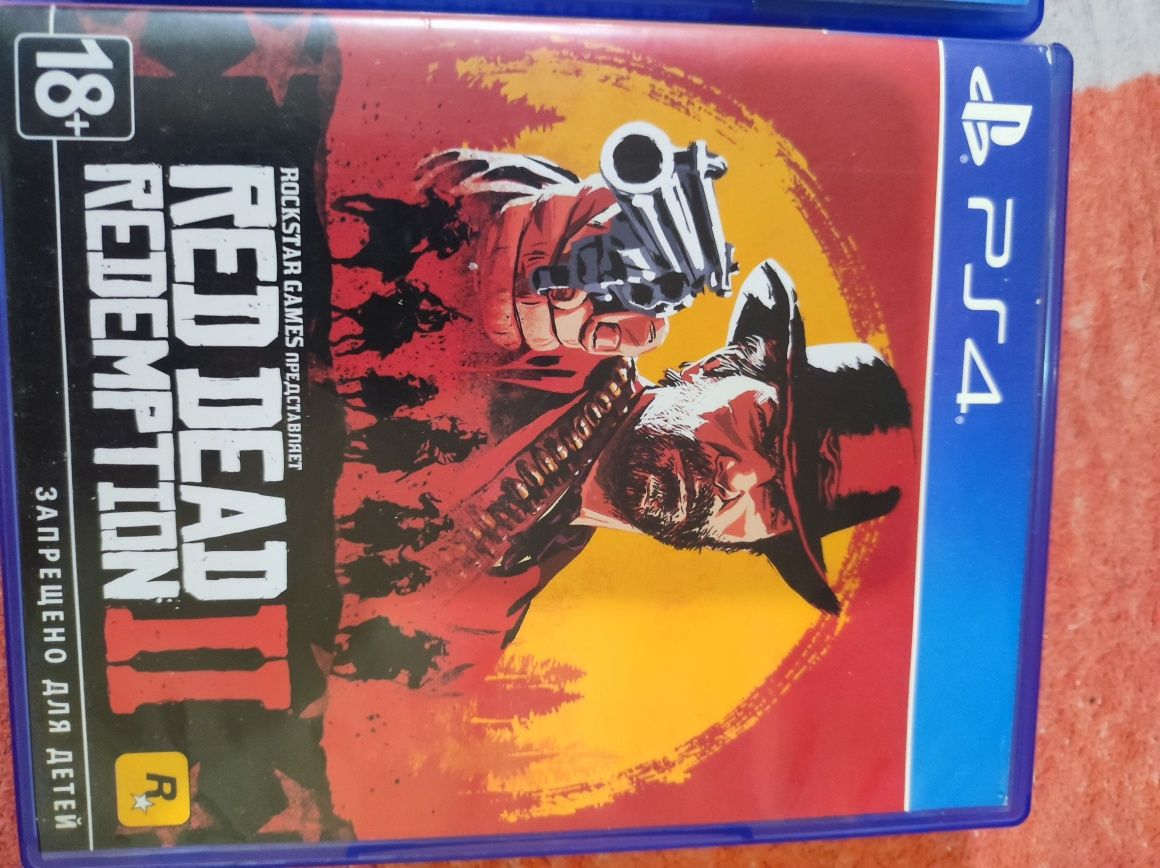 PS4
ROCKSTAR GAMES ПРЕДСТАВЛЯЕТ
RED DEAD
REDEMPTION II
R
18+
ЗАПРЕЩЕНО ДЛЯ ДЕТЕЙ